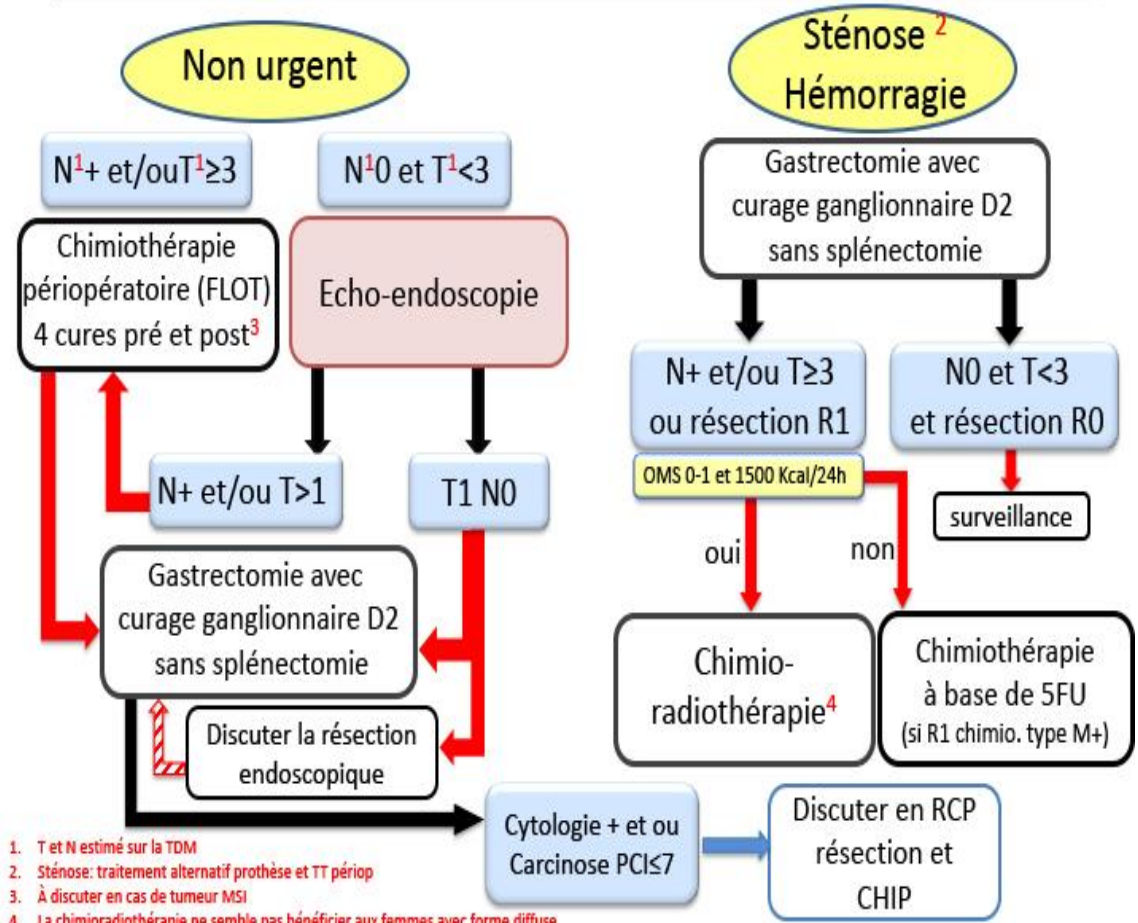 Non urgent
N1+ et/ouT1≥3
N10 et T1<3
Chimiothérapie
périopératoire (FLOT)
4 cures pré et post3
Echo-endoscopie
N+ et/ou T>1
T1 N0
Gastrectomie avec
curage ganglionnaire D2
sans splénectomie
Discuter la résection
endoscopique
Sténose 2
Hémorragie
Gastrectomie avec
curage ganglionnaire D2
sans splénectomie
N+ et/ou T≥3
ou résection R1
N0 et T<3
et résection R0
OMS 0-1 et 1500 Kcal/24h
surveillance
oui
non
Chimio-
radiothérapie4
Chimiothérapie
à base de 5FU
(si R1 chimio. type M+)
Cytologie + et ou
Carcinose PCI≤7
Discuter en RCP
résection et
CHIP
1. T et N estimé sur la TDM
2. Sténose: traitement alternatif prothèse et TT périop
3. À discuter en cas de tumeur MSI
4. La chimioradiothérapie ne semble pas bénéficier aux femmes avec forme diffuse